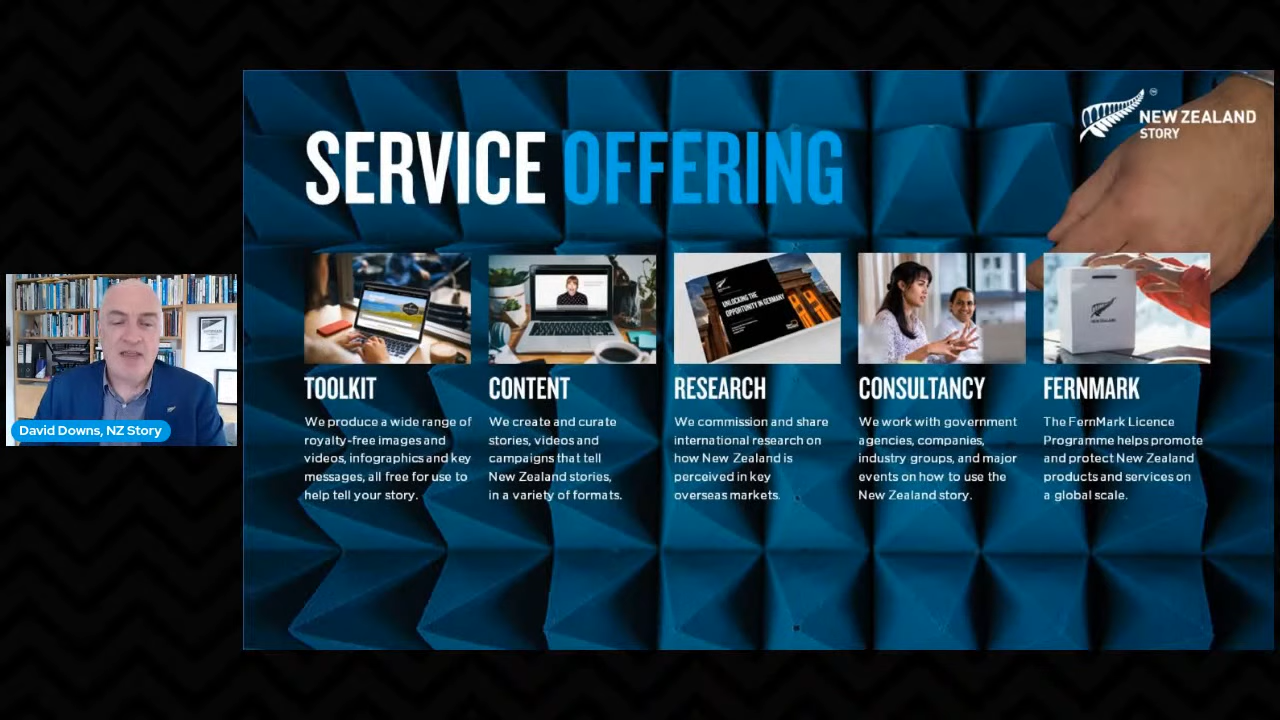 NEW ZEALAND
STORY
SERVICE OFFERING
UNLOCKING THE
OPPORTUNITY IN GERMANY
TOOLKIT
We produce a wide range of
royalty-free images and
videos, infographics and key
messages, all free for use to
help tell your story.
CONTENT
We create and curate
stories, videos and
campaigns that tell
New Zealand stories,
in a variety of formats.
RESEARCH
We commission and share
international research on
how New Zealand is
perceived in key
overseas markets.
CONSULTANCY
We work with government
agencies, companies,
industry groups, and major
events on how to use the
New Zealand story.
FERNMARK
The FernMark Licence
Programme helps promote
and protect New Zealand
products and services on
a global scale.
David Downs, NZ Story